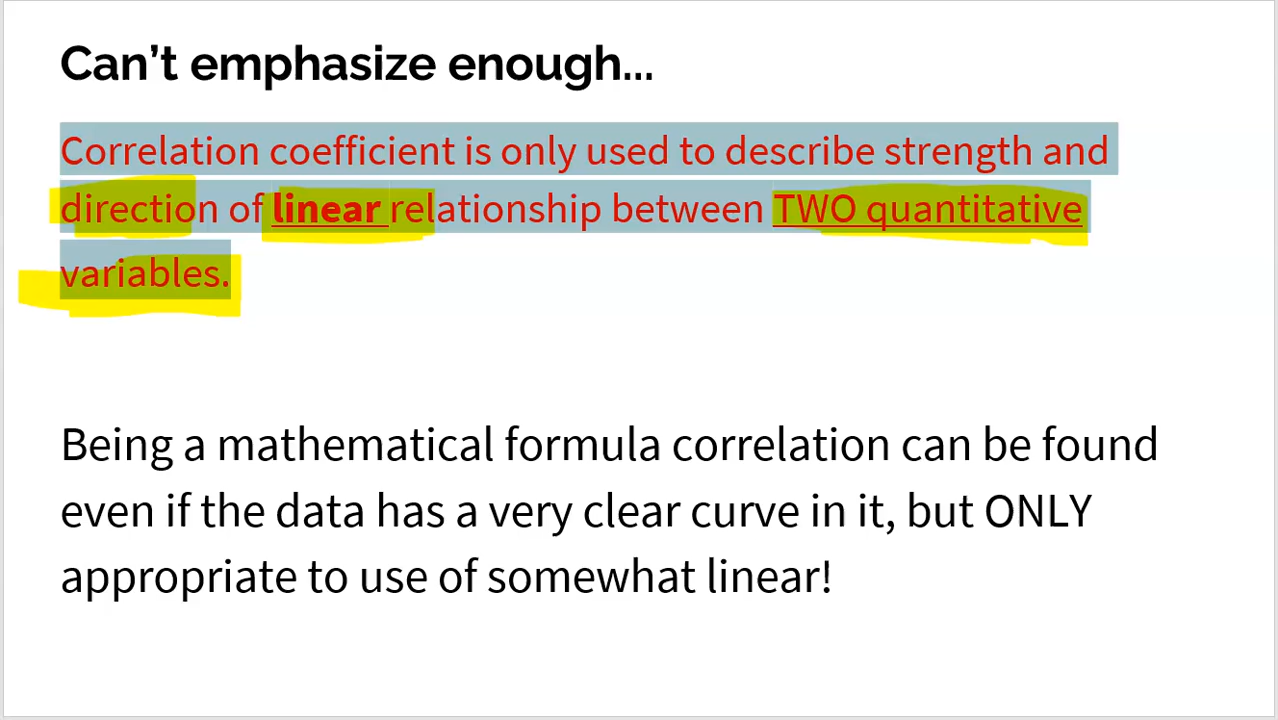 Can’t emphasize enough...
Correlation coefficient is only used to describe strength and
direction of linear relationship between TWO quantitative
variables.
Being a mathematical formula correlation can be found
even if the data has a very clear curve in it, but ONLY
appropriate to use of somewhat linear!